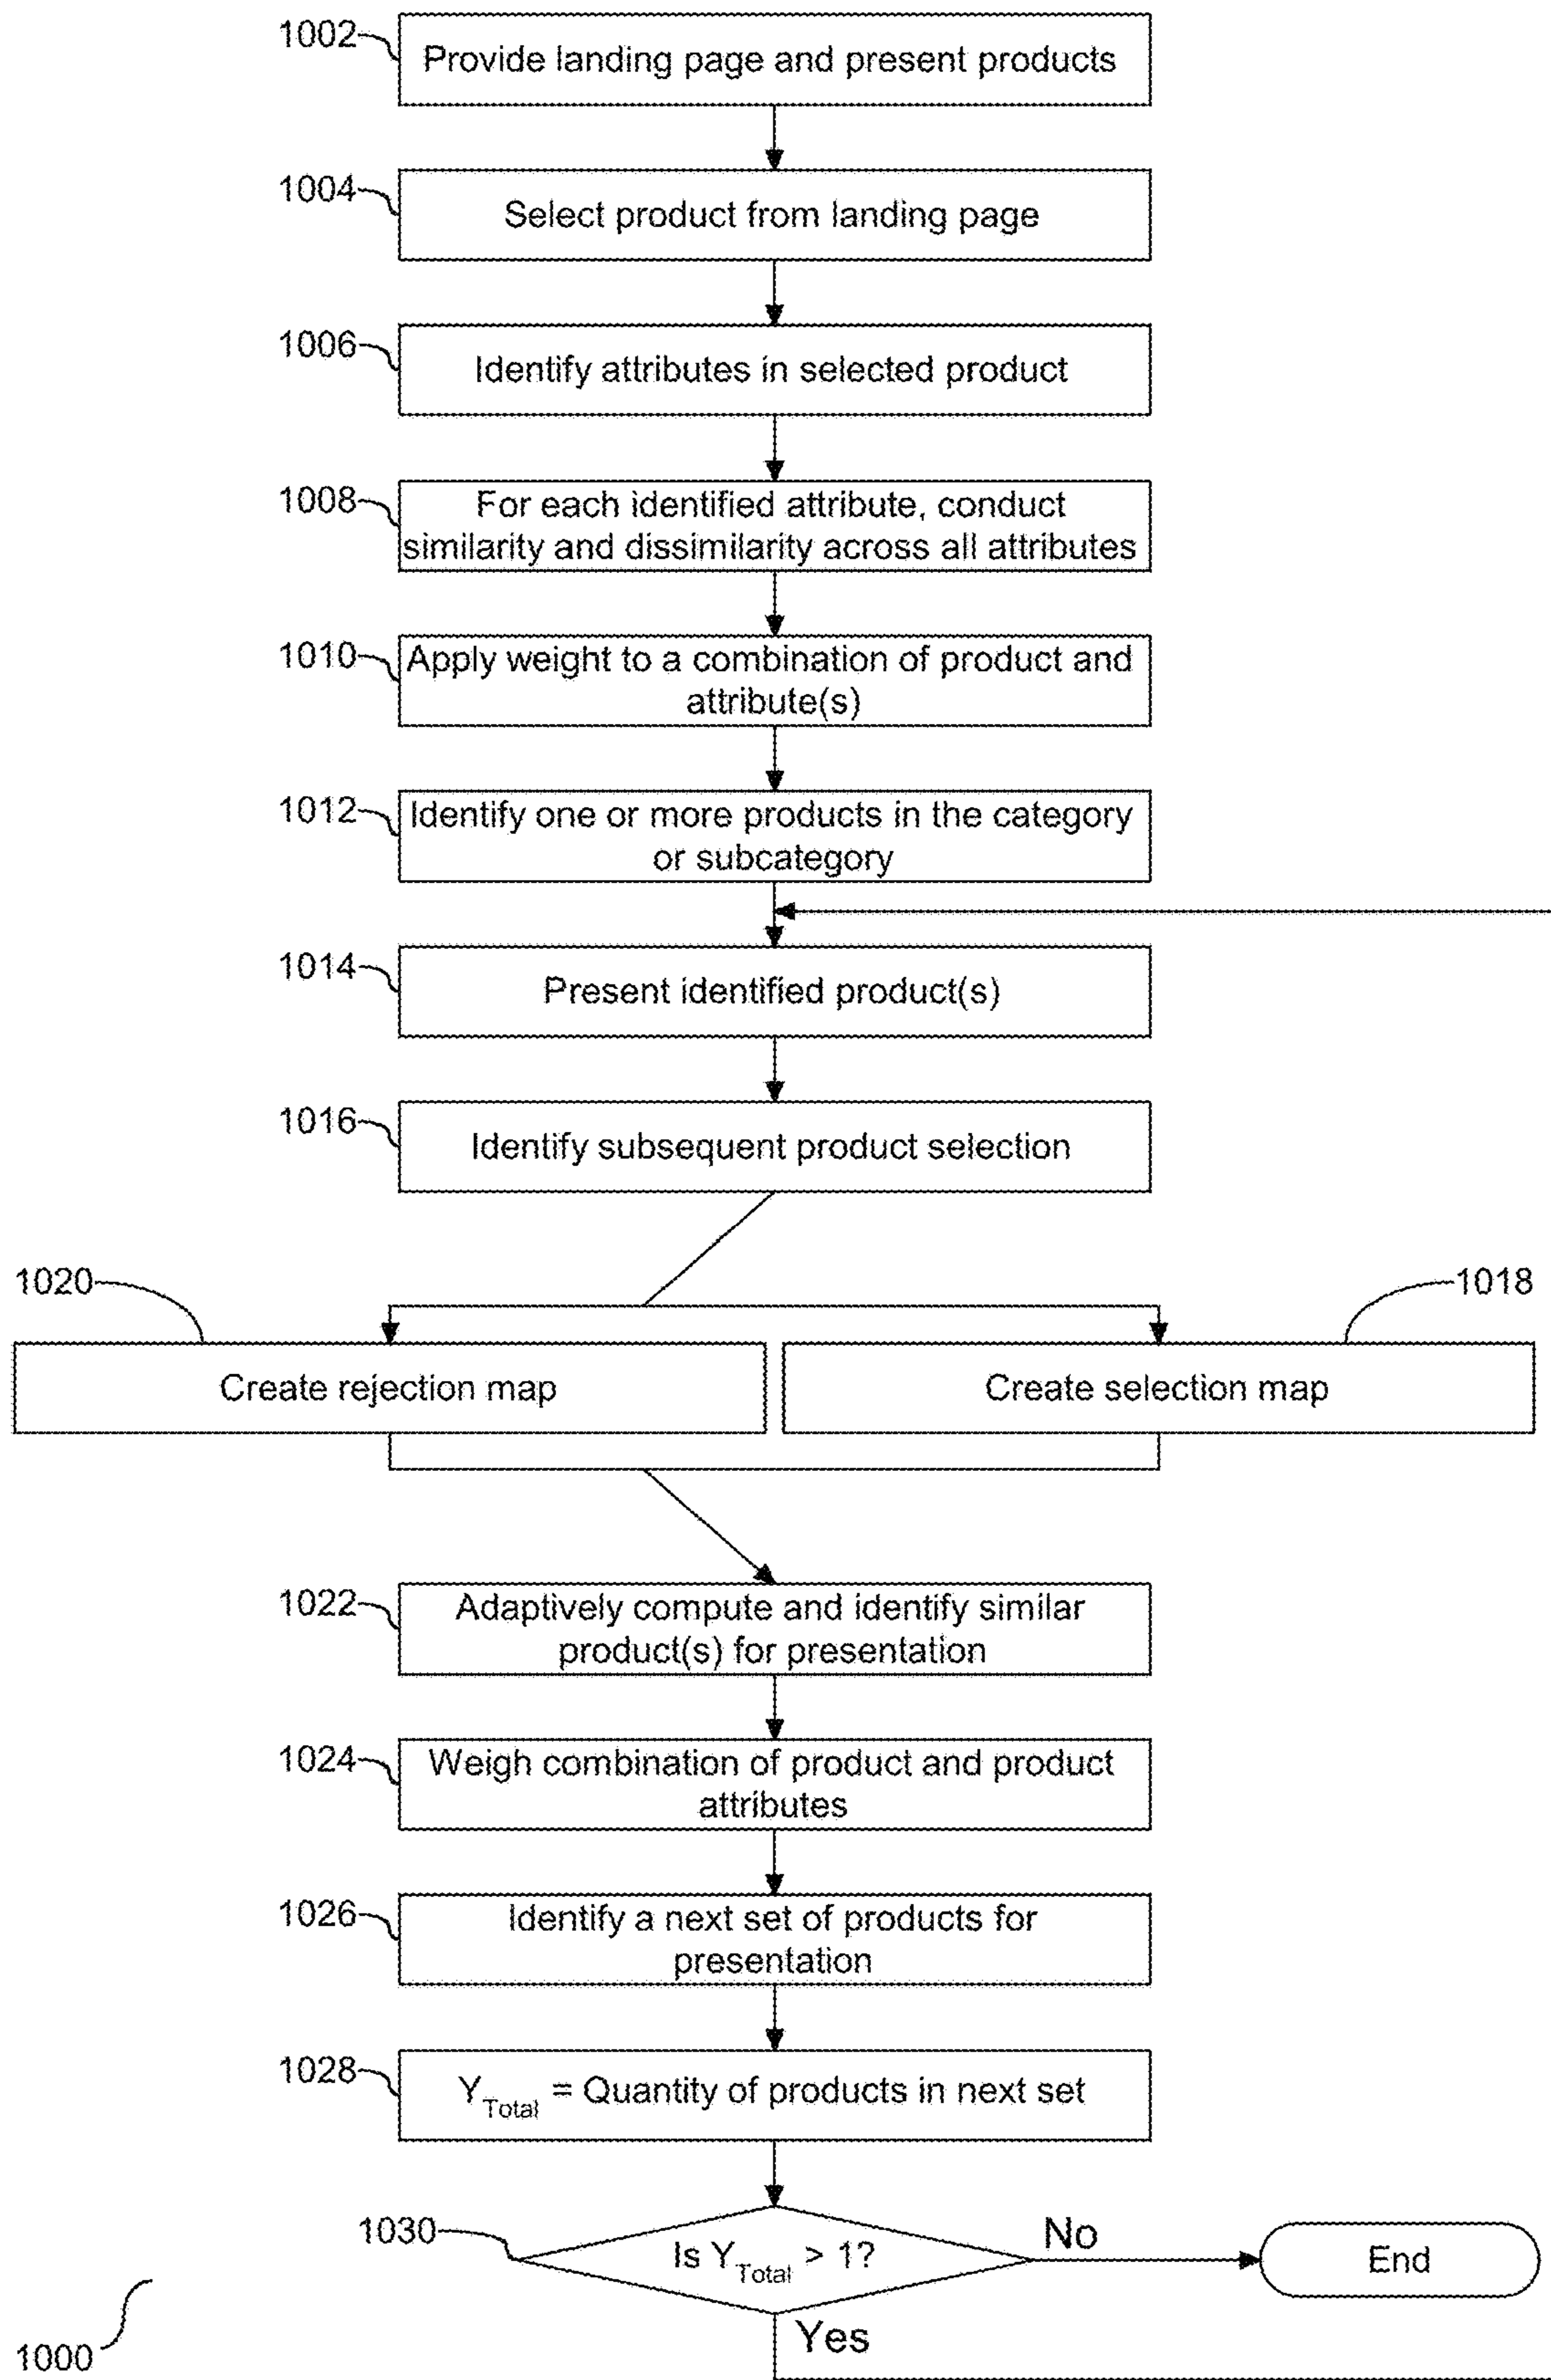 1002
Provide landing page and present products
1004
Select product from landing page
1006
Identify attributes in selected product
1008
For each identified attribute, conduct
similarity and dissimilarity across all attributes
1010
Apply weight to a combination of product and
attribute(s)
1012
Identify one or more products in the category
or subcategory
1014
Present identified product(s)
1016
Identify subsequent product selection
1020
1018
Create rejection map
Create selection map
1022
Adaptively compute and identify similar
product(s) for presentation
1024
Weigh combination of product and product
attributes
1026
Identify a next set of products for
presentation
1028
Y_Total = Quantity of products in next set
1030
Is Y_Total > 1?
No
End
Yes
1000